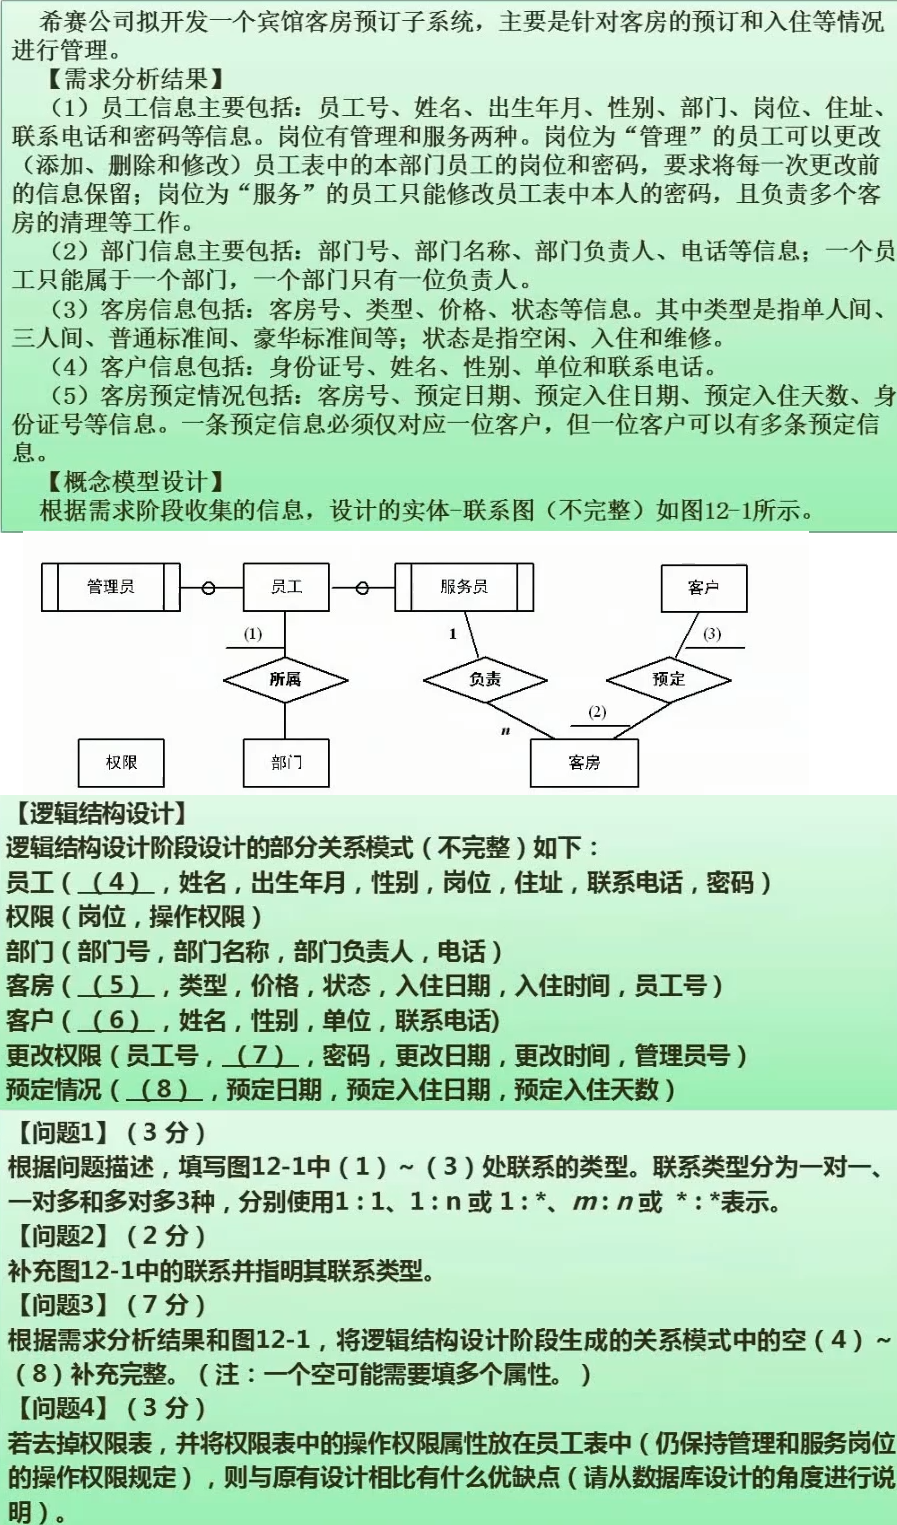 希赛公司拟开发一个宾馆客房预订子系统，主要是针对客房的预订和入住等情况
进行管理。
【需求分析结果】
（1）员工信息主要包括：员工号、姓名、出生年月、性别、部门、岗位、住址、
联系电话和密码等信息。岗位有管理和服务两种。岗位为“管理”的员工可以更改
（添加、删除和修改）员工表中的本部门员工的岗位和密码，要求将每一次更改前
的信息保留；岗位为“服务”的员工只能修改员工表中本人的密码，且负责多个客
房的清理等工作。
（2）部门信息主要包括：部门号、部门名称、部门负责人、电话等信息；一个员
工只能属于一个部门，一个部门只有一位负责人。
（3）客房信息包括：客房号、类型、价格、状态等信息。其中类型是指单人间、
三人间、普通标准间、豪华标准间等；状态是指空闲、入住和维修。
（4）客户信息包括：身份证号、姓名、性别、单位和联系电话。
（5）客房预定情况包括：客房号、预定日期、预定入住日期、预定入住天数、身
份证号等信息。一条预定信息必须仅对应一位客户，但一位客户可以有多条预定信
息。
【概念模型设计】
根据需求阶段收集的信息，设计的实体-联系图（不完整）如图12-1所示。
管理员 员工 服务员 客户
(1) 1 (3)
所属 负责 预定
n (2)
权限 部门 客房
【逻辑结构设计】
逻辑结构设计阶段设计的部分关系模式（不完整）如下：
员工（（4），姓名，出生年月，性别，岗位，住址，联系电话，密码）
权限（岗位，操作权限）
部门（部门号，部门名称，部门负责人，电话）
客房（（5），类型，价格，状态，入住日期，入住时间，员工号）
客户（（6），姓名，性别，单位，联系电话)
更改权限（员工号，（7），密码，更改日期，更改时间，管理员号）
预定情况（（8），预定日期，预定入住日期，预定入住天数）
【问题1】（3 分）
根据问题描述，填写图12-1中（1）～（3）处联系的类型。联系类型分为一对一、
一对多和多对多3种，分别使用1：1、1：n 或 1：*、m：n 或 *：*表示。
【问题2】（2 分）
补充图12-1中的联系并指明其联系类型。
【问题3】（7 分）
根据需求分析结果和图12-1，将逻辑结构设计阶段生成的关系模式中的空（4）～
（8）补充完整。（注：一个空可能需要填多个属性。）
【问题4】（3 分）
若去掉权限表，并将权限表中的操作权限属性放在员工表中（仍保持管理和服务岗位
的操作权限规定），则与原有设计相比有什么优缺点（请从数据库设计的角度进行说
明）。